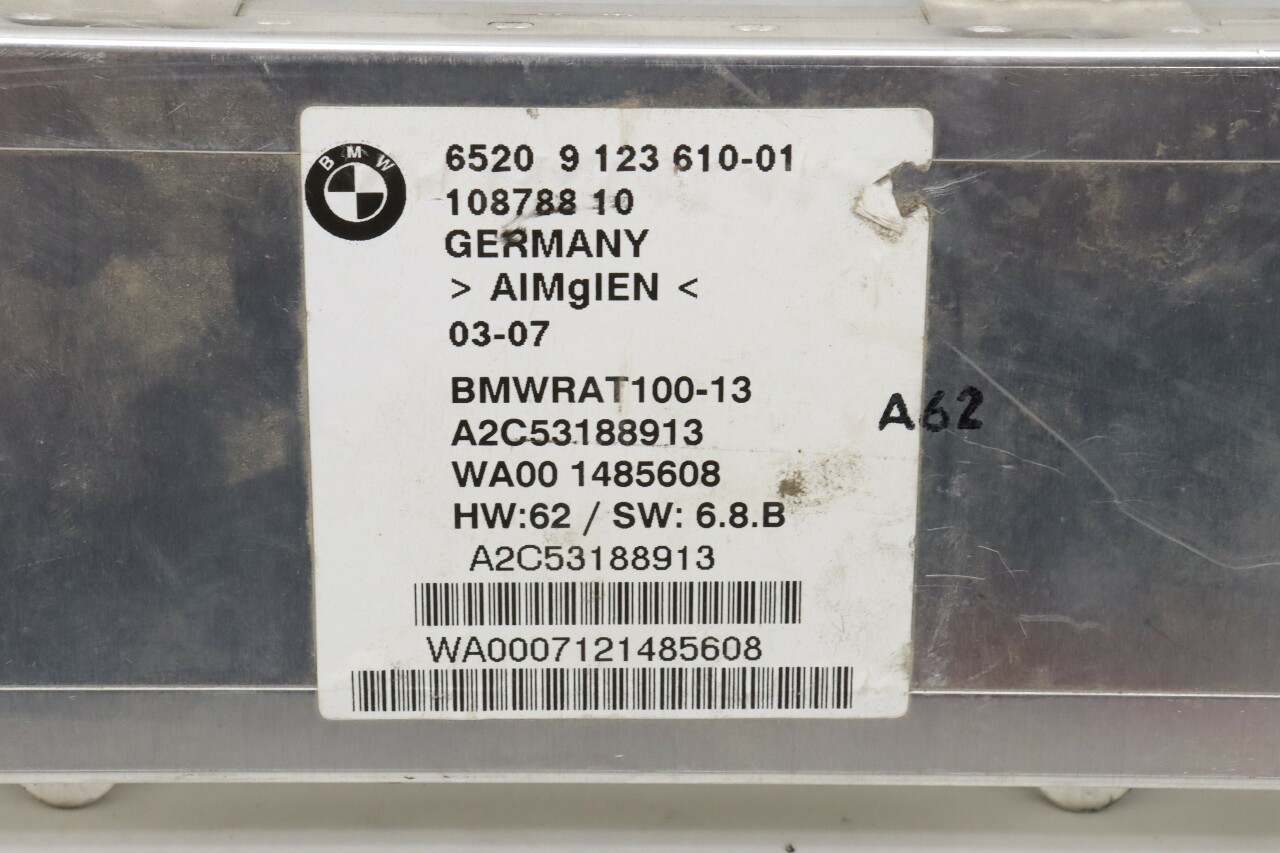 BMW
6520 9 123 610-01
108788 10
GERMANY
> AlMgIEN <
03-07
BMWRAT100-13
A2C53188913
A62
WA00 1485608
HW:62 / SW: 6.8.B
A2C53188913
WA0007121485608